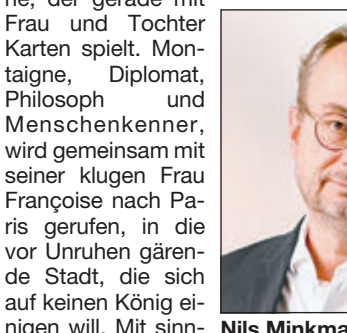 ne, der gerade mit
Frau und Tochter
Karten spielt. Mon-
taigne, Diplomat,
Philosoph und
Menschenkenner,
wird gemeinsam mit
seiner klugen Frau
Françoise nach Pa-
ris gerufen, in die
vor Unruhen gären-
de Stadt, die sich
auf keinen König ei-
nigen will. Mit sinn-
Nils Minkma